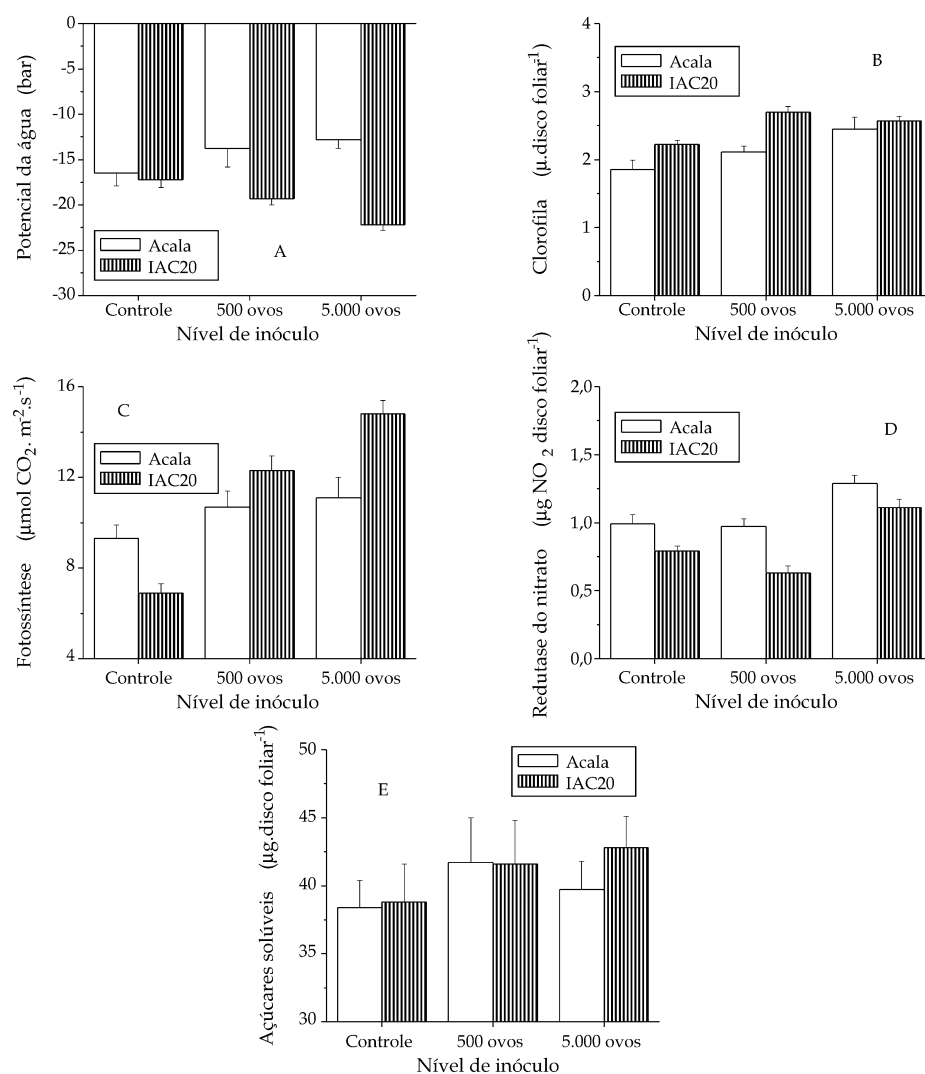 Potencial da água (bar)
0
-5
-10
-15
-20
-25
-30
Acala
IAC20
A
Controle 500 ovos 5.000 ovos
Nível de inóculo
Clorofila (µ.disco foliar-1)
4
3
2
1
0
Acala
IAC20
B
Controle 500 ovos 5.000 ovos
Nível de inóculo
Fotossíntese (µmol CO2. m-2.s-1)
16
12
8
4
C
Acala
IAC20
Controle 500 ovos 5.000 ovos
Nível de inóculo
Redutase do nitrato (µg NO 2 disco foliar-1)
2,0
1,5
1,0
0,5
0,0
Acala
IAC20
D
Controle 500 ovos 5.000 ovos
Nível de inóculo
Açúcares solúveis (µg.disco foliar-1)
50
45
40
35
30
E
Acala
IAC20
Controle 500 ovos 5.000 ovos
Nível de inóculo